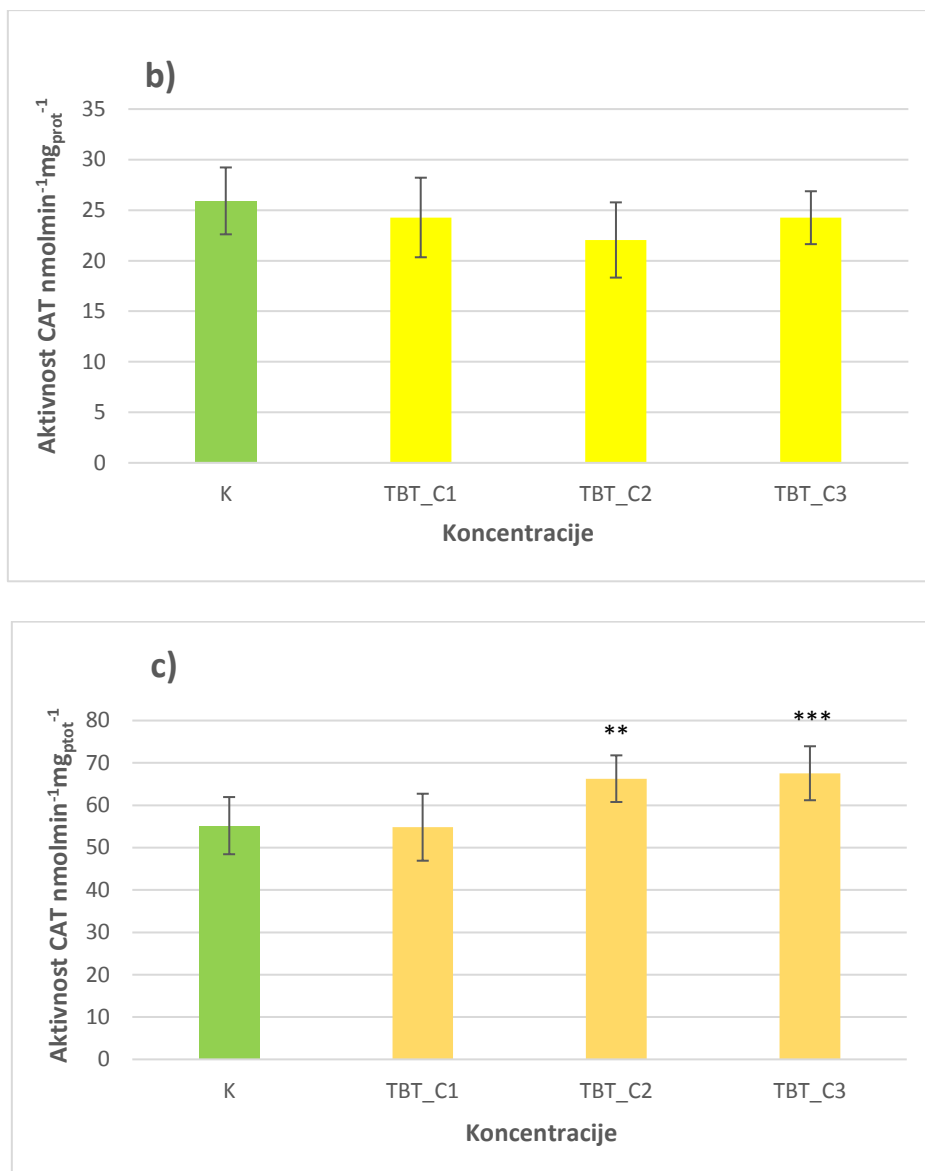 b)
Aktivnost CAT nmolmin⁻¹mgprot⁻¹
35
30
25
20
15
10
5
0
K TBT_C1 TBT_C2 TBT_C3
Koncentracije
c)
Aktivnost CAT nmolmin⁻¹mgptot⁻¹
80
70
60
50
40
30
20
10
0
** ***
K TBT_C1 TBT_C2 TBT_C3
Koncentracije